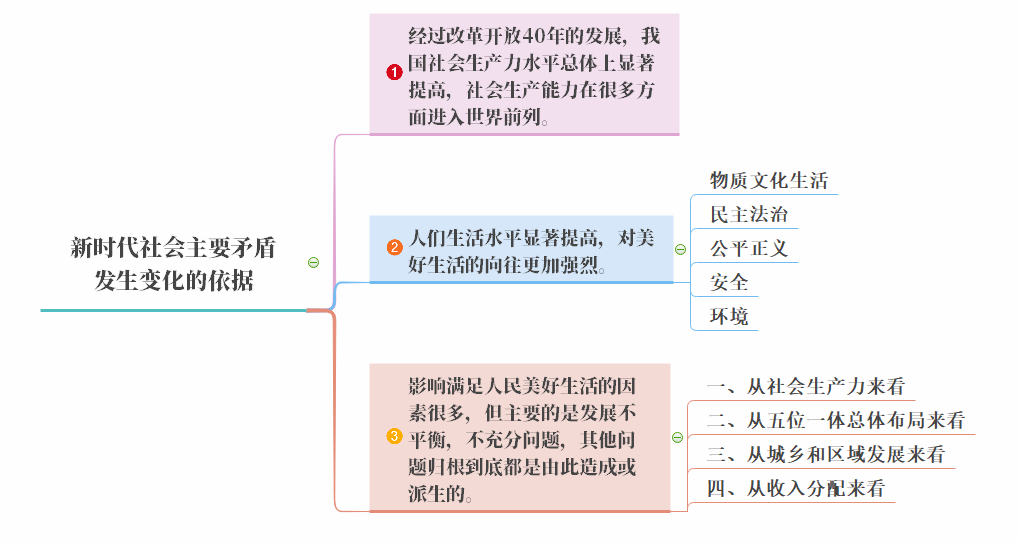 新时代社会主要矛盾
发生变化的依据
1
经过改革开放40年的发展，我
国社会生产力水平总体上显著
提高，社会生产能力在很多方
面进入世界前列。
2
人们生活水平显著提高，对美
好生活的向往更加强烈。
物质文化生活
民主法治
公平正义
安全
环境
3
影响满足人民美好生活的因
素很多，但主要的是发展不
平衡，不充分问题，其他问
题归根到底都是由此造成或
派生的。
一、从社会生产力来看
二、从五位一体总体布局来看
三、从城乡和区域发展来看
四、从收入分配来看